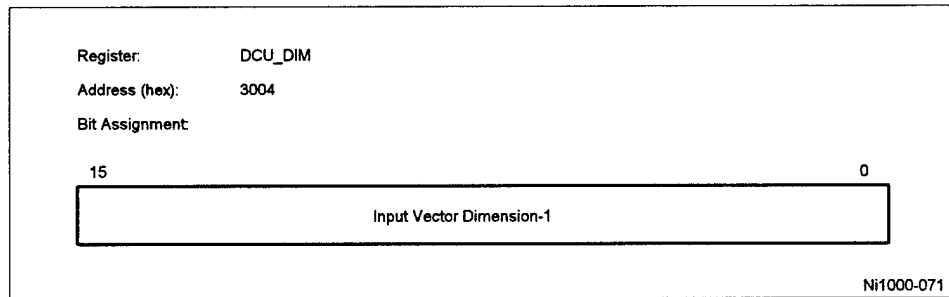 Register: DCU_DIM
Address (hex): 3004
Bit Assignment:
15 0
Input Vector Dimension-1
Ni1000-071